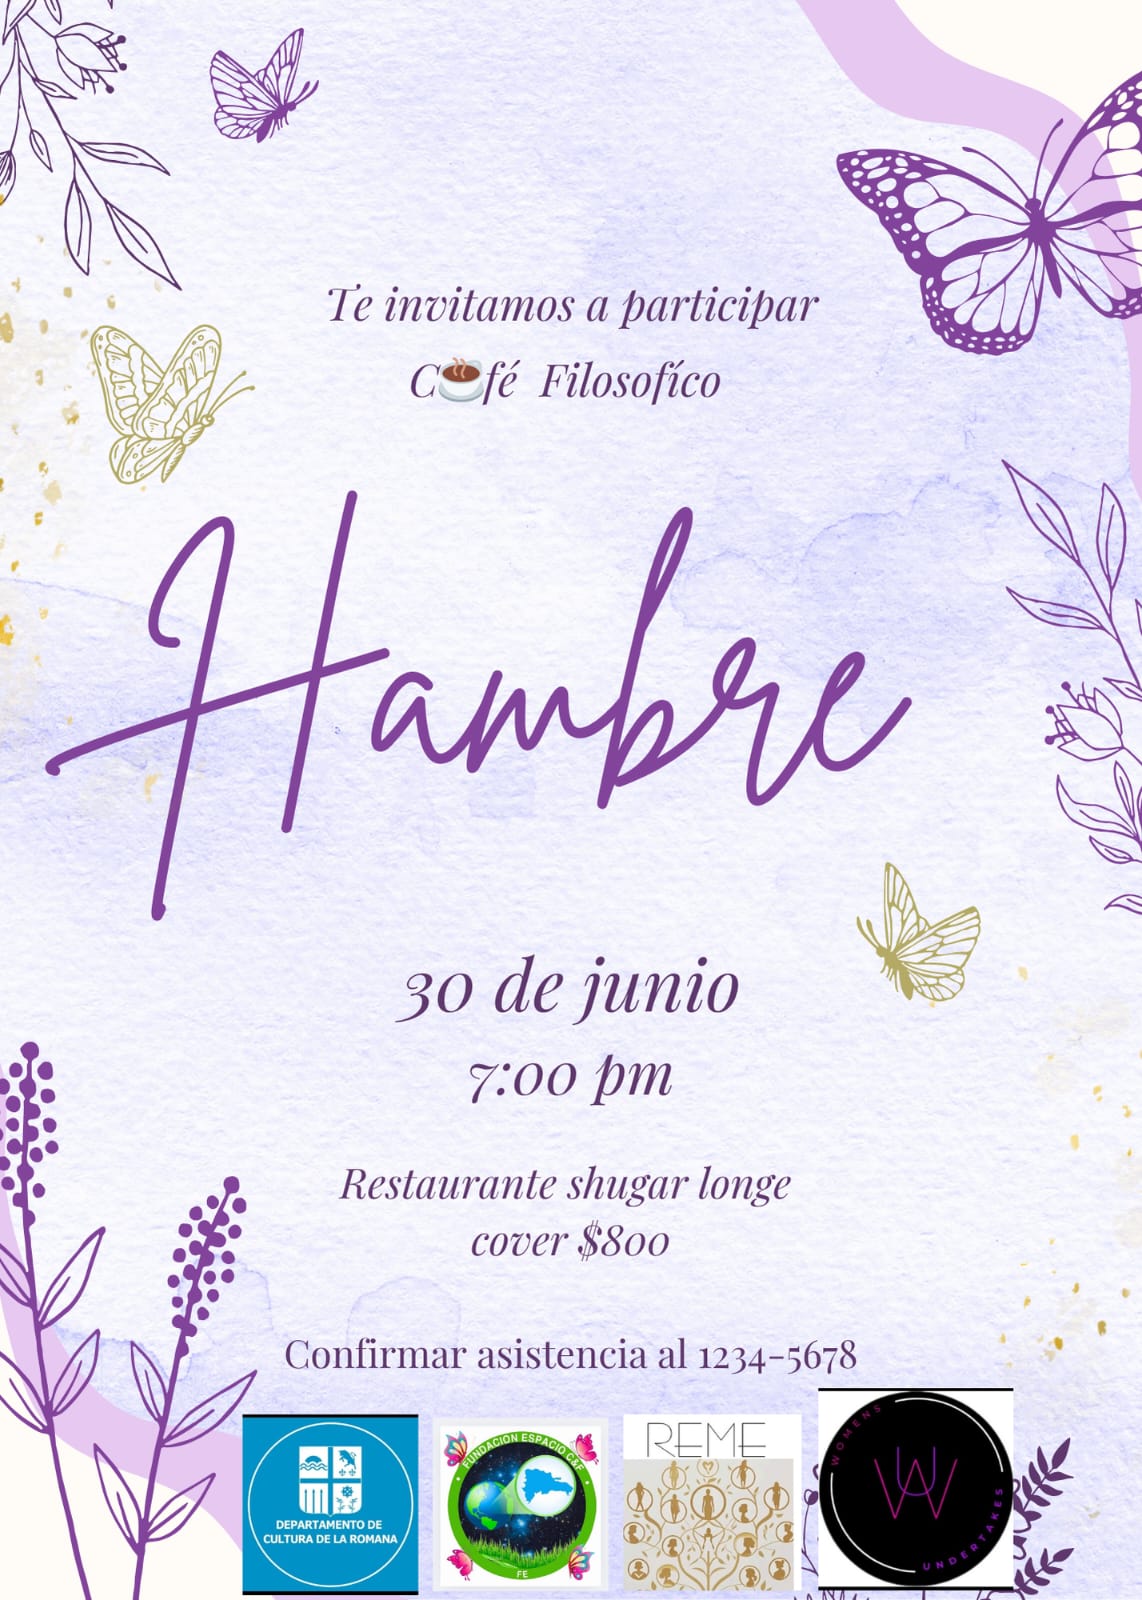 Te invitamos a participar
C☕fé Filosofíco
Hambre
30 de junio
7:00 pm
Restaurante shugar longe
cover $800
Confirmar asistencia al 1234-5678
DEPARTAMENTO DE
CULTURA DE LA ROMANA
FUNDACION ESPACIO C&F
FE
REME
WOMENS
UW
UNDERTAKES